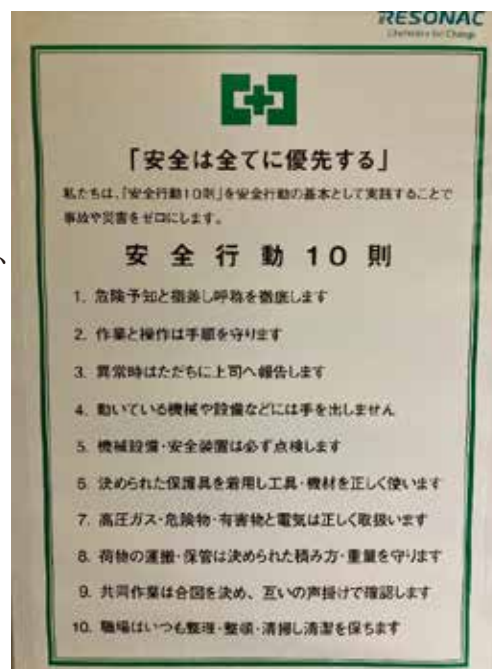 RESONAC
Chemistry for Change
「安全は全てに優先する」
私たちは、「安全行動10則」を安全行動の基本として実践することで
事故や災害をゼロにします。
安全行動10則
1. 危険予知と指差し呼称を徹底します
2. 作業と操作は手順を守ります
3. 異常時はただちに上司へ報告します
4. 動いている機械や設備などには手を出しません
5. 機械設備・安全装置は必ず点検します
6. 決められた保護具を着用し工具・機材を正しく使います
7. 高圧ガス・危険物・有害物と電気は正しく取扱います
8. 荷物の運搬・保管は決められた積み方・重量を守ります
9. 共同作業は合図を決め、互いの声掛けで確認します
10. 職場はいつも整理・整頓・清掃し清潔を保ちます
、